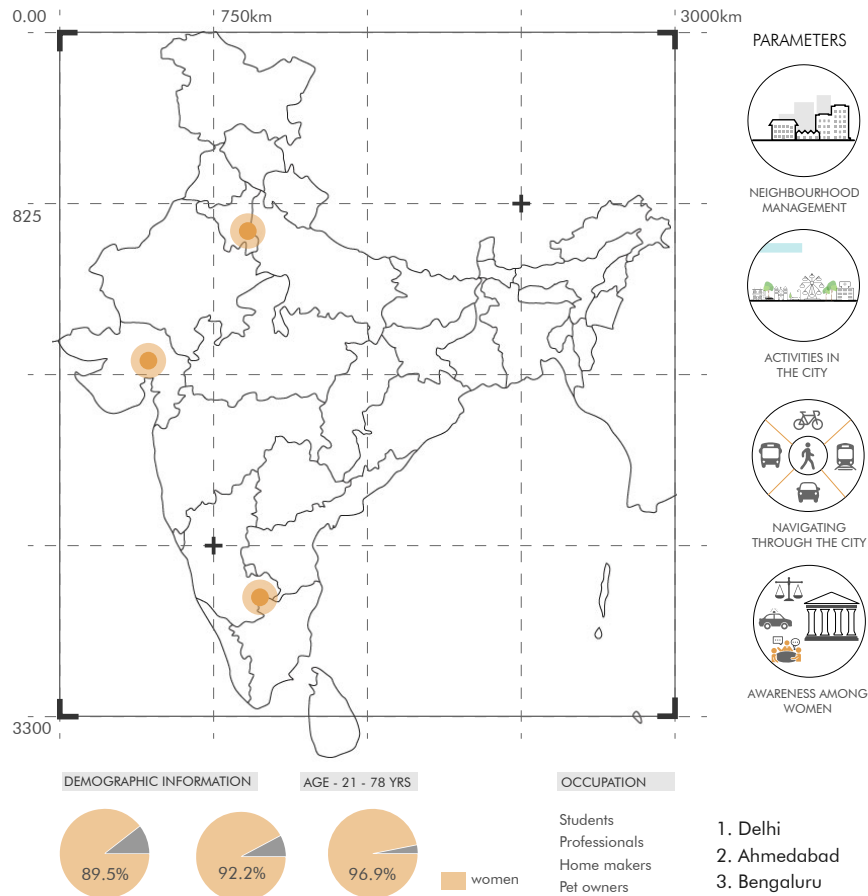 0.00
750km
3000km
825
3300
PARAMETERS
NEIGHBOURHOOD
MANAGEMENT
ACTIVITIES IN
THE CITY
NAVIGATING
THROUGH THE CITY
AWARENESS AMONG
WOMEN
DEMOGRAPHIC INFORMATION
AGE - 21 - 78 YRS
OCCUPATION
89.5%
92.2%
96.9%
women
Students
Professionals
Home makers
Pet owners
1. Delhi
2. Ahmedabad
3. Bengaluru